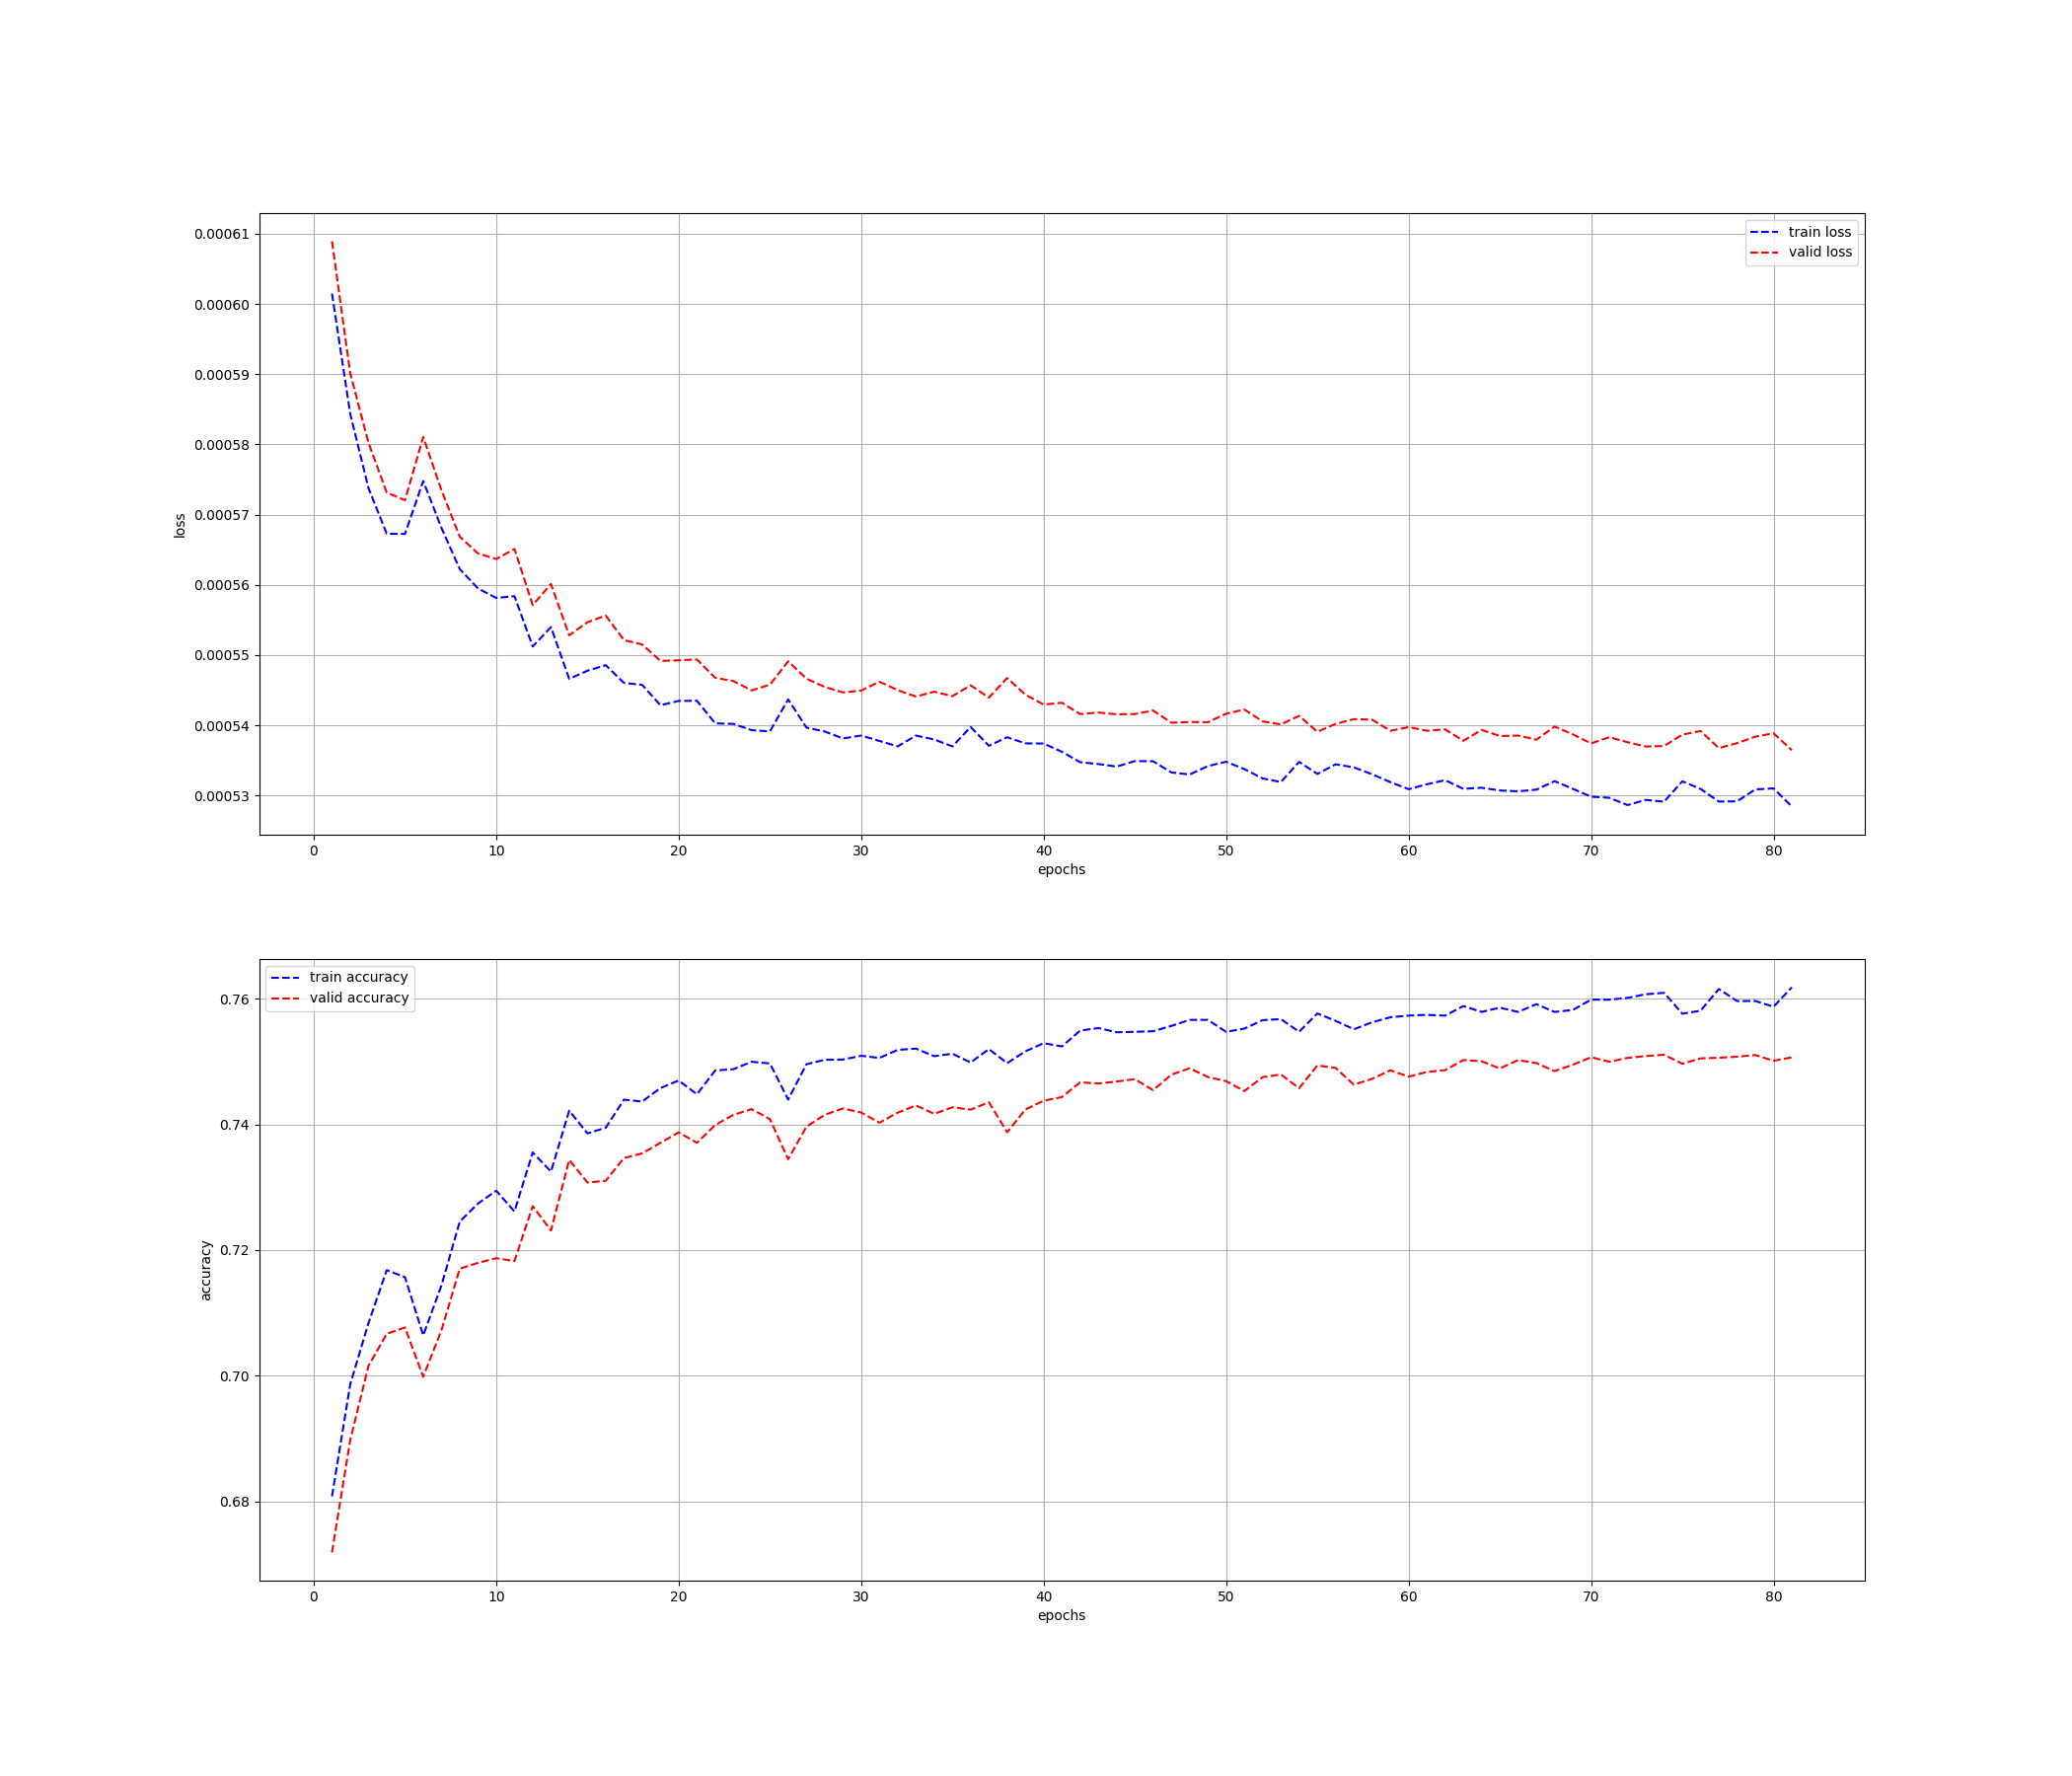 train loss
valid loss
0.00061
0.00060
0.00059
0.00058
0.00057
0.00056
0.00055
0.00054
0.00053
loss
0 10 20 30 40 50 60 70 80
epochs
train accuracy
valid accuracy
0.76
0.74
0.72
0.70
0.68
accuracy
0 10 20 30 40 50 60 70 80
epochs